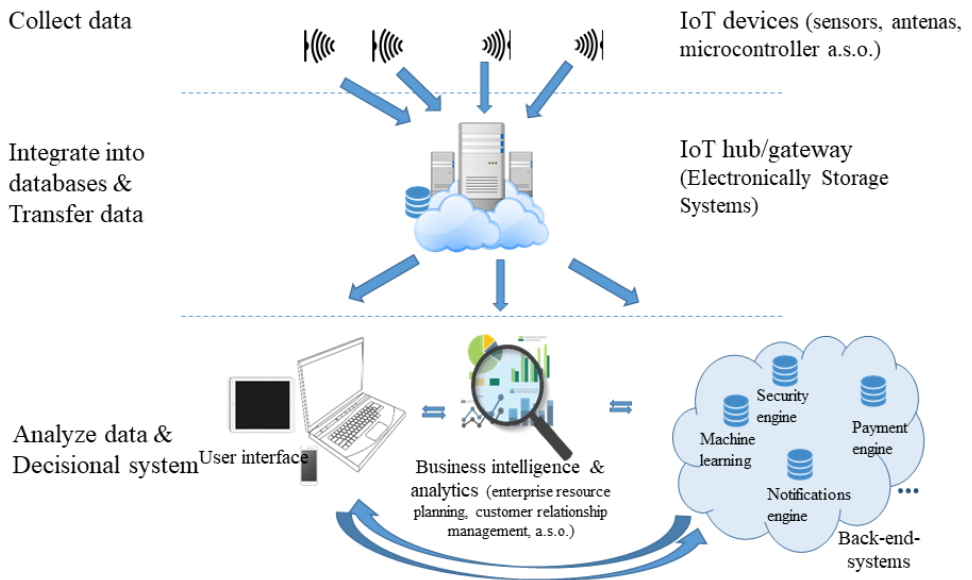 Collect data
IoT devices (sensors, antenas,
microcontroller a.s.o.)
Integrate into
databases &
Transfer data
IoT hub/gateway
(Electronically Storage
Systems)
Analyze data &
Decisional system
User interface
Business intelligence &
analytics (enterprise resource
planning, customer relationship
management, a.s.o.)
Security
engine
Machine
learning
Payment
engine
Notifications
engine
...
Back-end-
systems